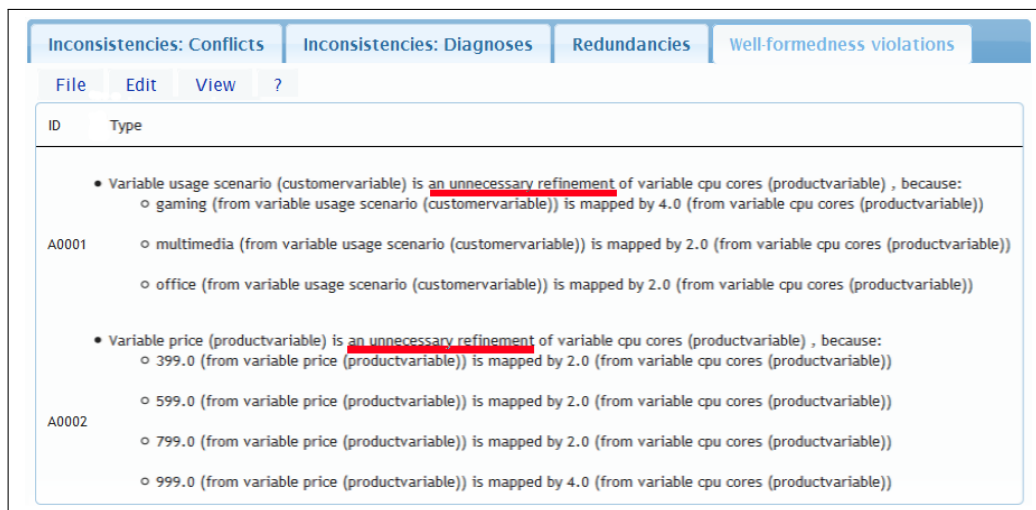 Inconsistencies: Conflicts Inconsistencies: Diagnoses Redundancies Well-formedness violations
File Edit View ?
ID Type
• Variable usage scenario (customervariable) is an unnecessary refinement of variable cpu cores (productvariable) , because:
o gaming (from variable usage scenario (customervariable)) is mapped by 4.0 (from variable cpu cores (productvariable))
A0001 o multimedia (from variable usage scenario (customervariable)) is mapped by 2.0 (from variable cpu cores (productvariable))
o office (from variable usage scenario (customervariable)) is mapped by 2.0 (from variable cpu cores (productvariable))
• Variable price (productvariable) is an unnecessary refinement of variable cpu cores (productvariable) , because:
o 399.0 (from variable price (productvariable)) is mapped by 2.0 (from variable cpu cores (productvariable))
o 599.0 (from variable price (productvariable)) is mapped by 2.0 (from variable cpu cores (productvariable))
A0002
o 799.0 (from variable price (productvariable)) is mapped by 2.0 (from variable cpu cores (productvariable))
o 999.0 (from variable price (productvariable)) is mapped by 4.0 (from variable cpu cores (productvariable))